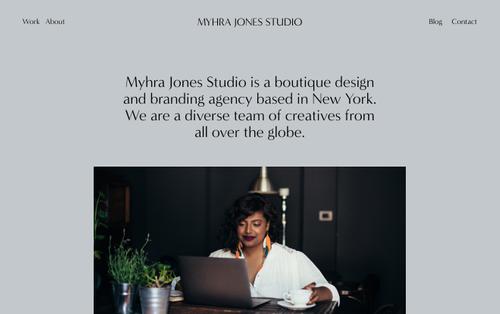 Work About
MYHRA JONES STUDIO
Blog Contact
Myhra Jones Studio is a boutique design
and branding agency based in New York.
We are a diverse team of creatives from
all over the globe.